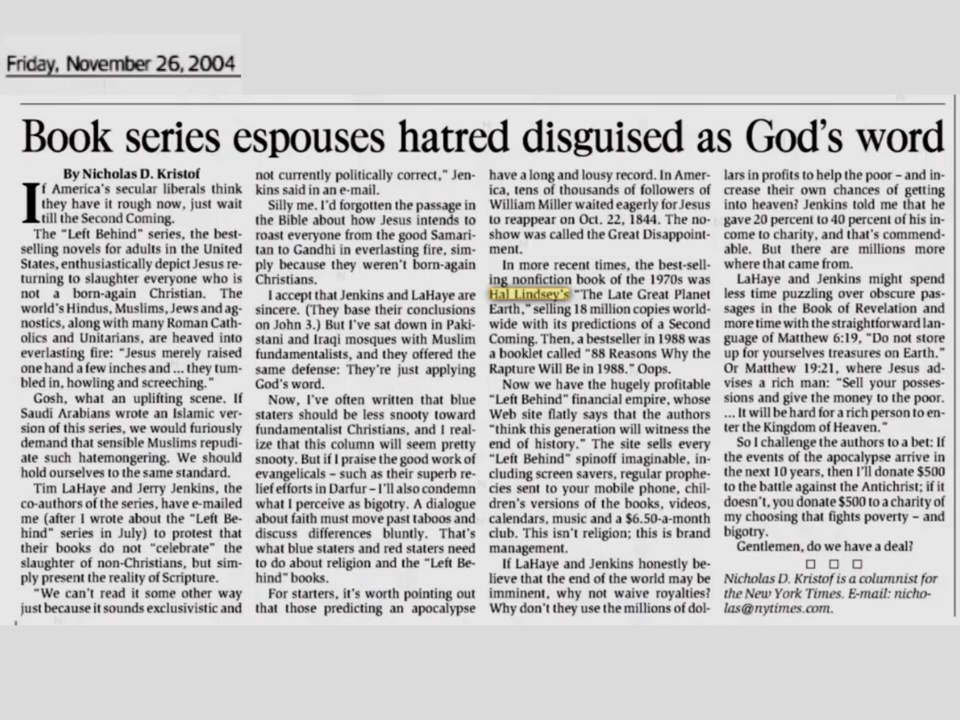 Friday, November 26, 2004
Book series espouses hatred disguised as God's word
By Nicholas D. Kristof
If America's secular liberals think
they have it rough now, just wait
till the Second Coming.
The "Left Behind" series, the best-
selling novels for adults in the United
States, enthusiastically depict Jesus re-
turning to slaughter everyone who is
not a born-again Christian. The
world's Hindus, Muslims, Jews and ag-
nostics, along with many Roman Cath-
olics and Unitarians, are heaved into
everlasting fire: "Jesus merely raised
one hand a few inches and ... they tum-
bled in, howling and screeching."
Gosh, what an uplifting scene. If
Saudi Arabians wrote an Islamic ver-
sion of this series, we would furiously
demand that sensible Muslims repudi-
ate such hatemongering. We should
hold ourselves to the same standard.
Tim LaHaye and Jerry Jenkins, the
co-authors of the series, have e-mailed
me (after I wrote about the "Left Be-
hind" series in July) to protest that
their books do not "celebrate" the
slaughter of non-Christians, but sim-
ply present the reality of Scripture.
"We can't read it some other way
just because it sounds exclusivistic and
not currently politically correct," Jen-
kins said in an e-mail.
Silly me. I'd forgotten the passage in
the Bible about how Jesus intends to
roast everyone from the good Samari-
tan to Gandhi in everlasting fire, sim-
ply because they weren't born-again
Christians.
I accept that Jenkins and LaHaye are
sincere. (They base their conclusions
on John 3.) But I've sat down in Paki-
stani and Iraqi mosques with Muslim
fundamentalists, and they offered the
same defense: They're just applying
God's word.
Now, I've often written that blue
staters should be less snooty toward
fundamentalist Christians, and I real-
ize that this column will seem pretty
snooty. But if I praise the good work of
evangelicals – such as their superb re-
lief efforts in Darfur – I'll also condemn
what I perceive as bigotry. A dialogue
about faith must move past taboos and
discuss differences bluntly. That's
what blue staters and red staters need
to do about religion and the "Left Be-
hind" books.
For starters, it's worth pointing out
that those predicting an apocalypse
have a long and lousy record. In Amer-
ica, tens of thousands of followers of
William Miller waited eagerly for Jesus
to reappear on Oct. 22, 1844. The no-
show was called the Great Disappoint-
ment.
In more recent times, the best-sell-
ing nonfiction book of the 1970s was
Hal Lindsey's "The Late Great Planet
Earth," selling 18 million copies world-
wide with its predictions of a Second
Coming. Then, a bestseller in 1988 was
a booklet called "88 Reasons Why the
Rapture Will Be in 1988." Oops.
Now we have the hugely profitable
"Left Behind" financial empire, whose
Web site flatly says that the authors
"think this generation will witness the
end of history." The site sells every
"Left Behind" spinoff imaginable, in-
cluding screen savers, regular prophe-
cies sent to your mobile phone, chil-
dren's versions of the books, videos,
calendars, music and a $6.50-a-month
club. This isn't religion; this is brand
management.
If LaHaye and Jenkins honestly be-
lieve that the end of the world may be
imminent, why not waive royalties?
Why don't they use the millions of dol-
lars in profits to help the poor – and in-
crease their own chances of getting
into heaven? Jenkins told me that he
gave 20 percent to 40 percent of his in-
come to charity, and that's commend-
able. But there are millions more
where that came from.
LaHaye and Jenkins might spend
less time puzzling over obscure pas-
sages in the Book of Revelation and
more time with the straightforward lan-
guage of Matthew 6:19, "Do not store
up for yourselves treasures on Earth."
Or Matthew 19:21, where Jesus ad-
vises a rich man: "Sell your posses-
sions and give the money to the poor.
... It will be hard for a rich person to en-
ter the Kingdom of Heaven."
So I challenge the authors to a bet: If
the events of the apocalypse arrive in
the next 10 years, then I'll donate $500
to the battle against the Antichrist; if it
doesn't, you donate $500 to a charity of
my choosing that fights poverty – and
bigotry.
Gentlemen, do we have a deal?
Nicholas D. Kristof is a columnist for
the New York Times. E-mail: nicho-
las@nytimes.com.